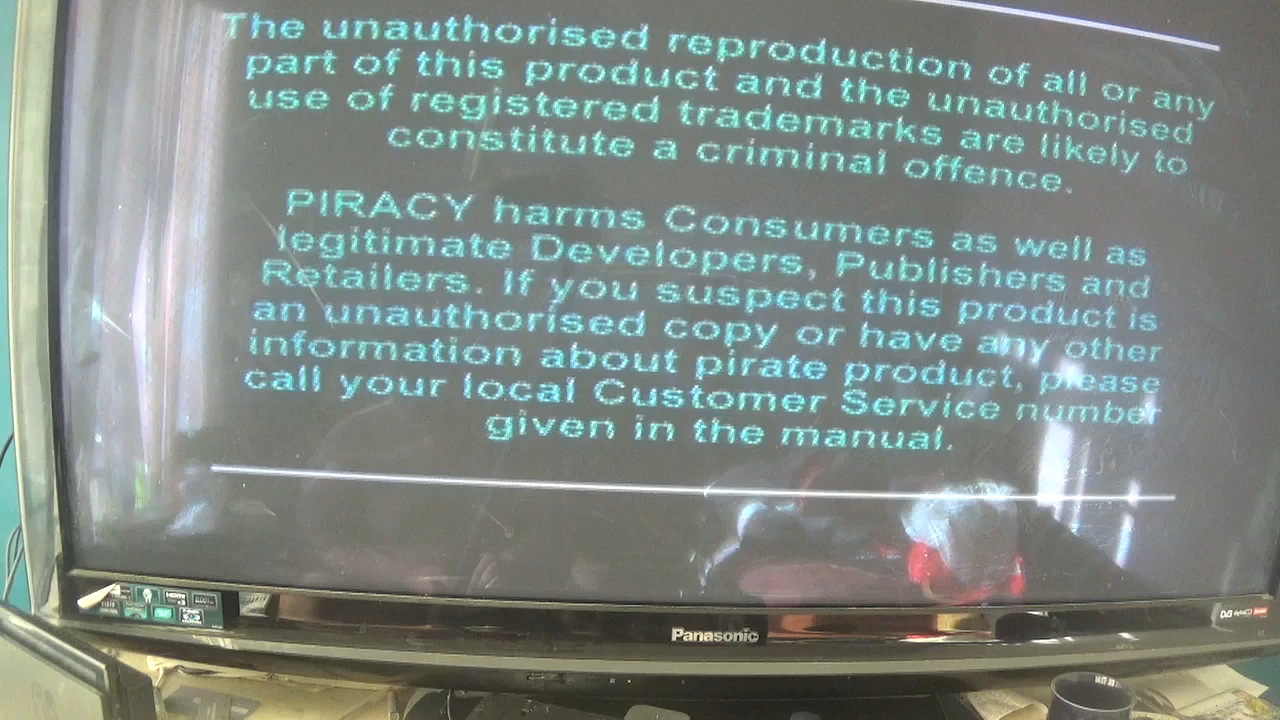 The unauthorised reproduction of all or any
part of this product and the unauthorised
use of registered trademarks are likely to
constitute a criminal offence.
PIRACY harms Consumers as well as
legitimate Developers, Publishers and
Retailers. If you suspect this product is
an unauthorised copy or have any other
information about pirate product, please
call your local Customer Service number
given in the manual.
Panasonic